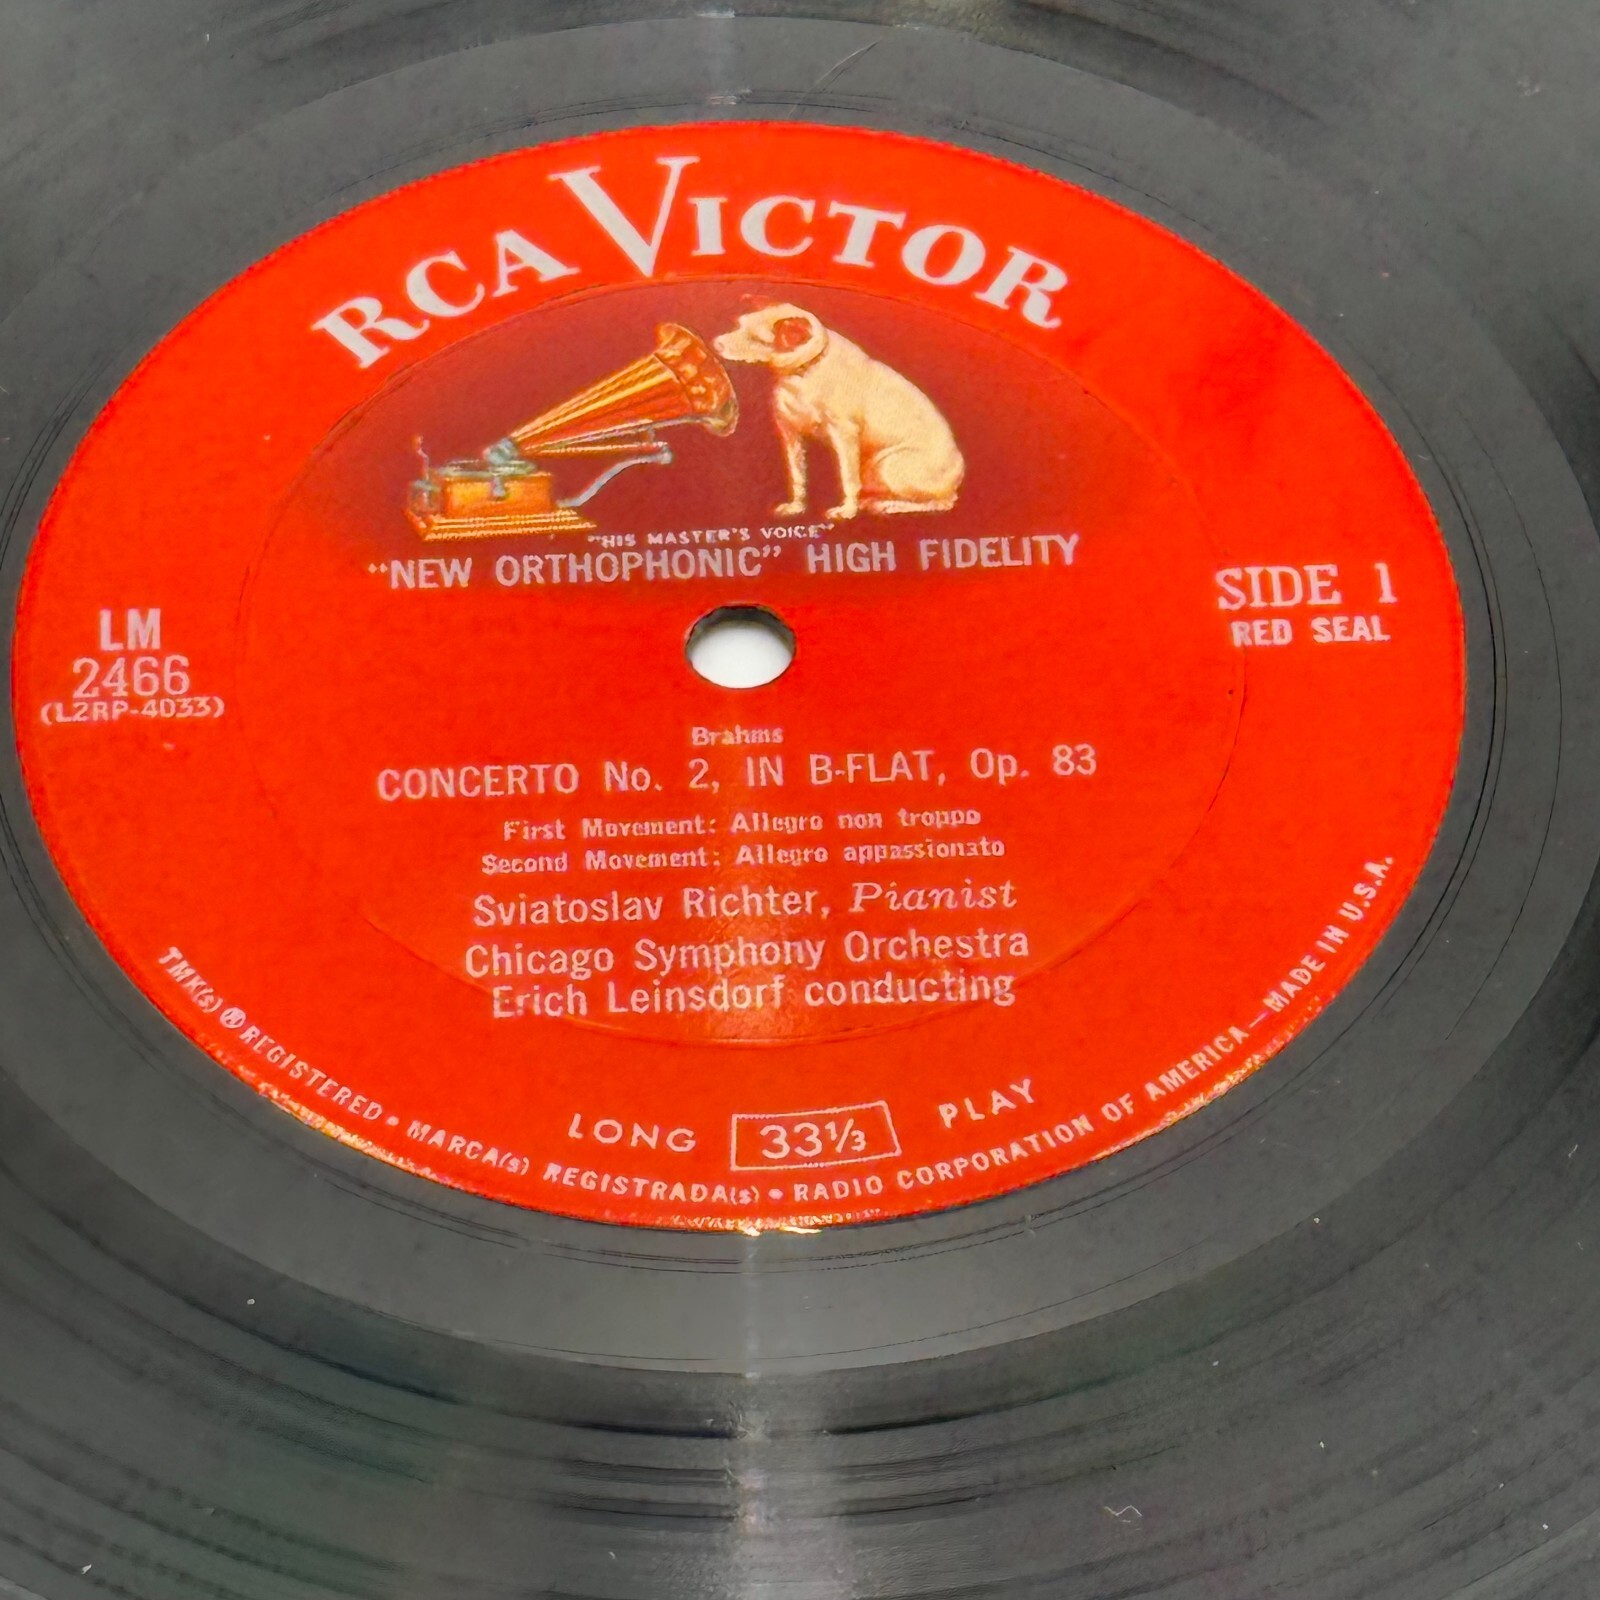 RCA VICTOR
"HIS MASTER'S VOICE"
"NEW ORTHOPHONIC" HIGH FIDELITY
LM
2466
(L2RP-4033)
SIDE 1
RED SEAL
Brahms
CONCERTO No. 2, IN B-FLAT, Op. 83
First Movement: Allegro non troppo
Second Movement: Allegro appassionato
Sviatoslav Richter, Pianist
Chicago Symphony Orchestra
Erich Leinsdorf conducting
LONG 33⅓ PLAY
TMK(s) ® REGISTERED • MARCA(s) REGISTRADA(s) • RADIO CORPORATION OF AMERICA—MADE IN U.S.A.